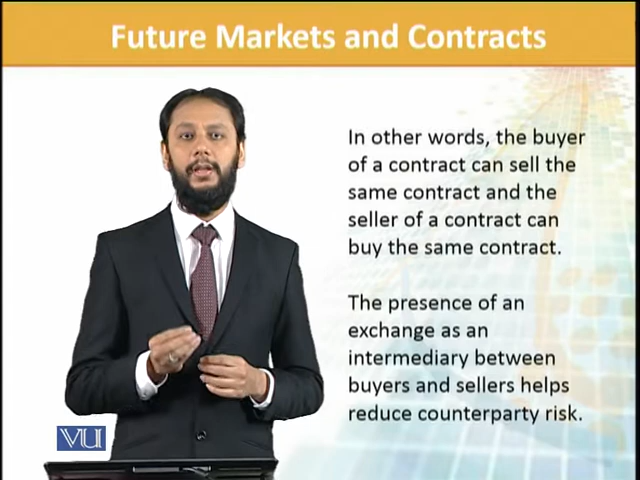 Future Markets and Contracts
In other words, the buyer
of a contract can sell the
same contract and the
seller of a contract can
buy the same contract.
The presence of an
exchange as an
intermediary between
buyers and sellers helps
reduce counterparty risk.
VU